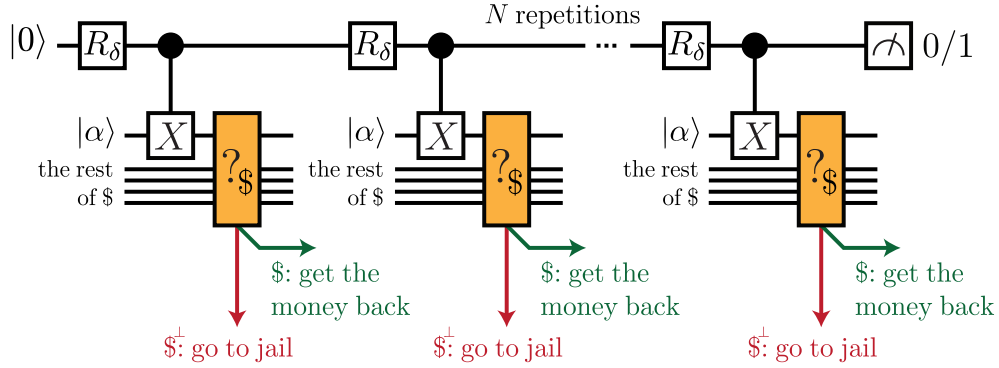 N repetitions
|0⟩ R_δ R_δ ... R_δ 0/1
|α⟩ X ?$ |α⟩ X ?$ |α⟩ X ?$
the rest the rest the rest
of $ of $ of $
$: get the $: get the $: get the
money back money back money back
$⊥: go to jail $⊥: go to jail $⊥: go to jail